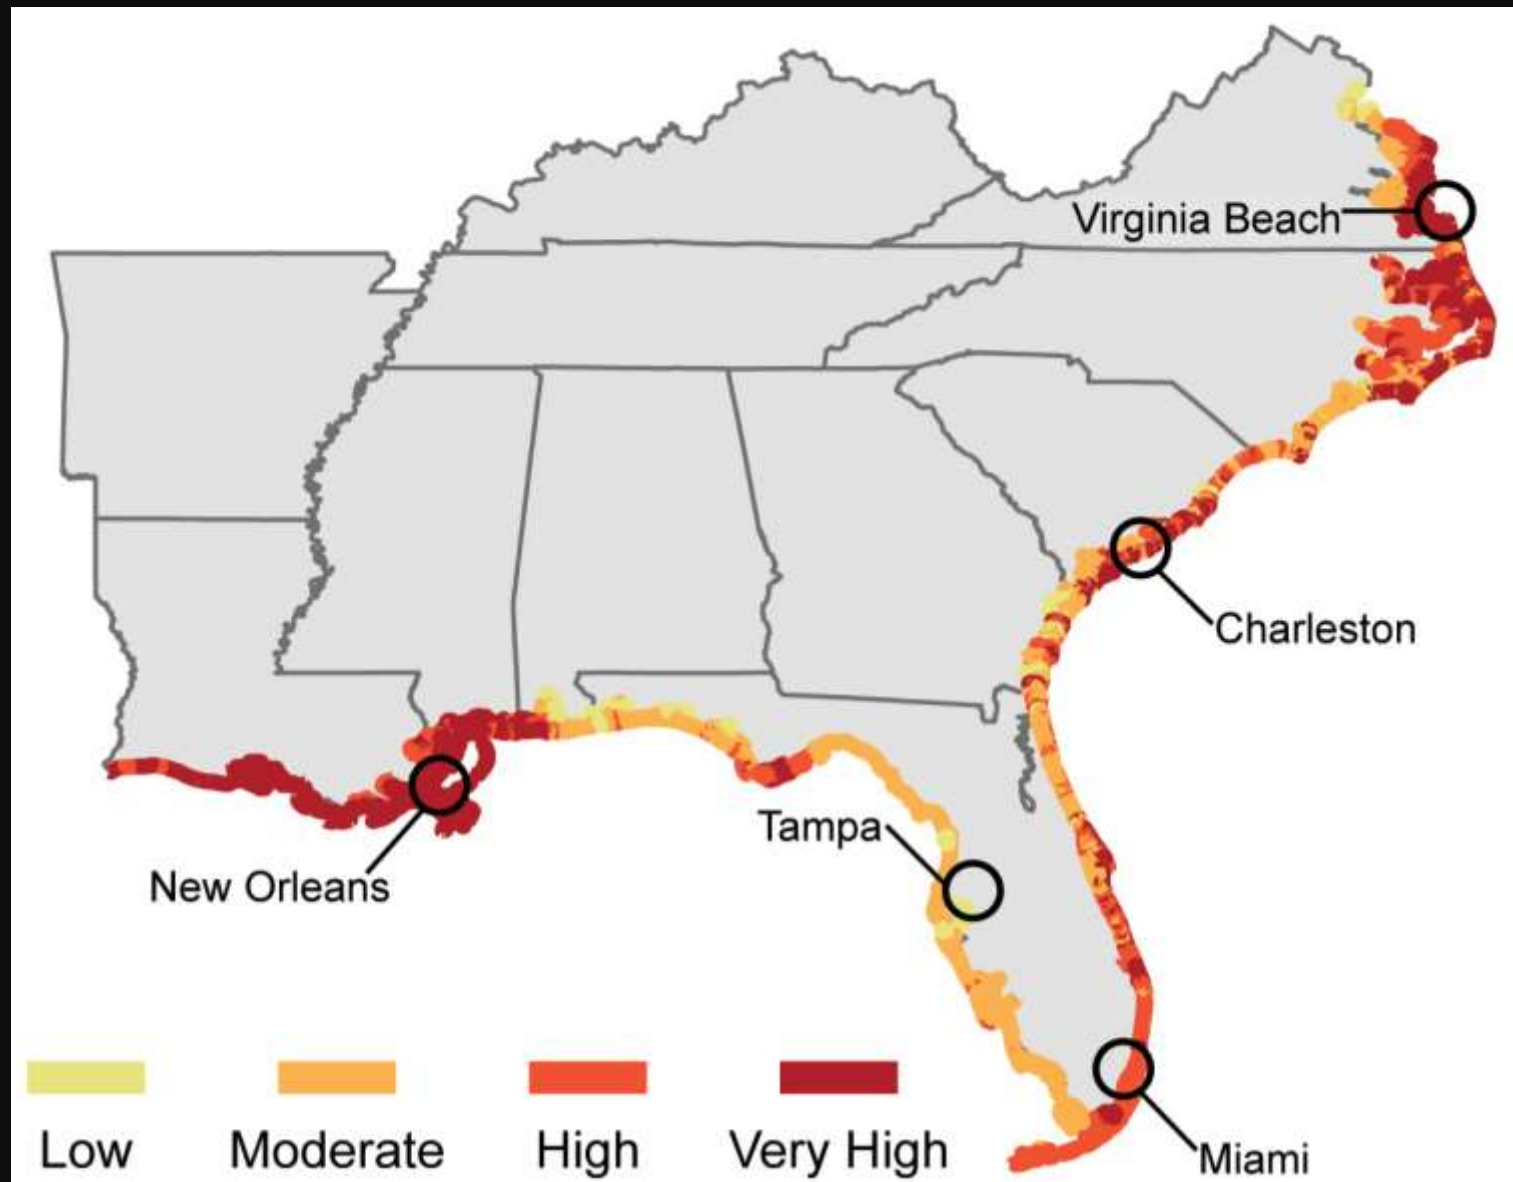 Virginia Beach
Charleston
Tampa
New Orleans
Miami
Low
Moderate
High
Very High